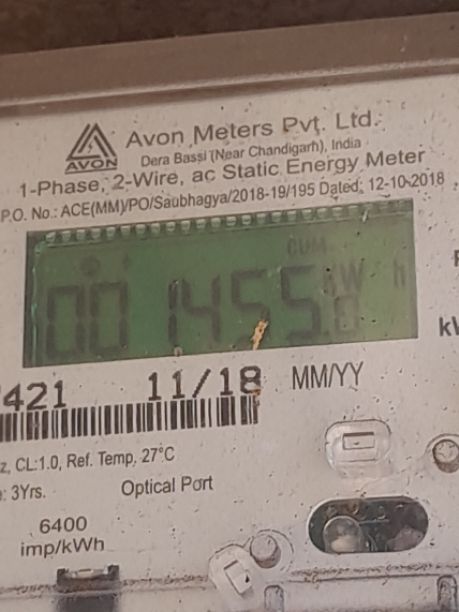 Avon Meters Pvt. Ltd.
AVON
Dera Bassi (Near Chandigarh), India
1-Phase, 2-Wire, ac Static Energy Meter
P.O. No.: ACE(MM)/PO/Saubhagya/2018-19/195 Dated: 12-10-2018
CUM
001455.0 kWh
421 11/18 MM/YY
z, CL:1.0, Ref. Temp. 27°C
: 3Yrs. Optical Port
6400
imp/kWh